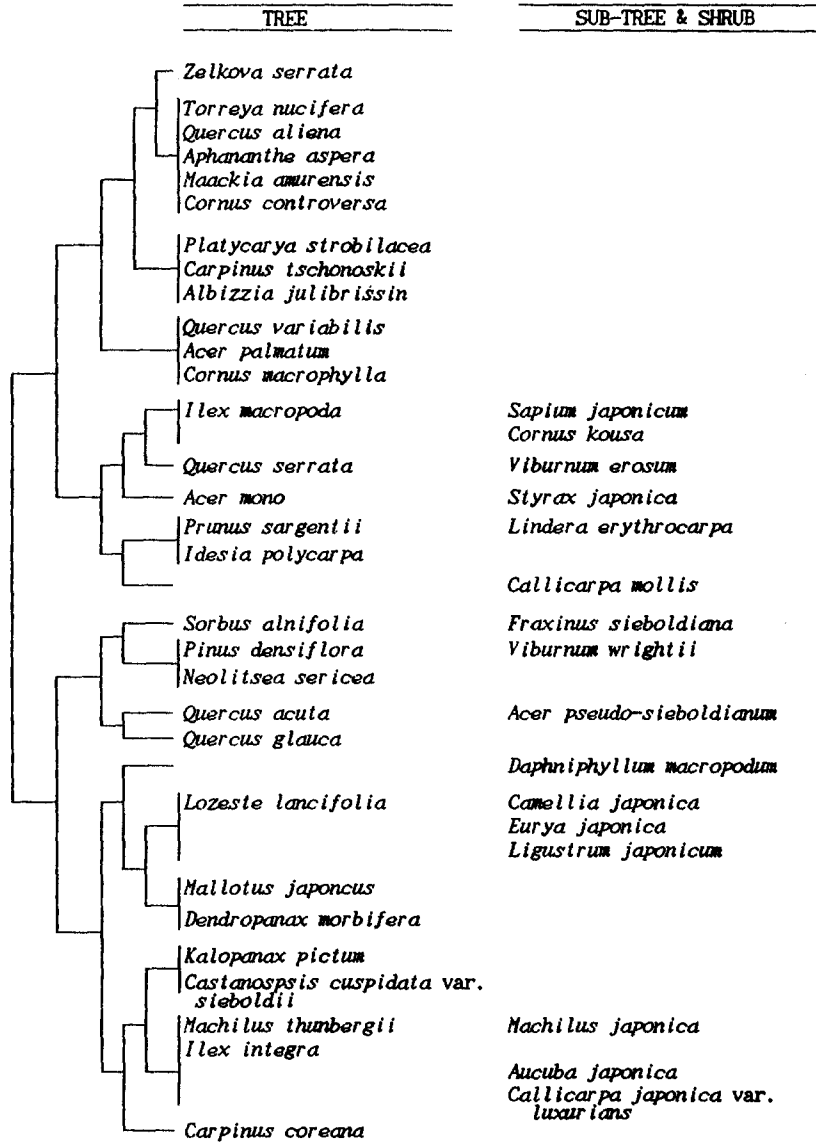 TREE SUB-TREE & SHRUB
Zelkova serrata
Torreya nucifera
Quercus aliena
Aphananthe aspera
Maackia amurensis
Cornus controversa
Platycarya strobilacea
Carpinus tschonoskii
Albizzia julibrissin
Quercus variabilis
Acer palmatum
Cornus macrophylla
Ilex macropoda Sapium japonicum
Cornus kousa
Quercus serrata Viburnum erosum
Acer mono Styrax japonica
Prunus sargentii Lindera erythrocarpa
Idesia polycarpa
Callicarpa mollis
Sorbus alnifolia Fraxinus sieboldiana
Pinus densiflora Viburnum wrightii
Neolitsea sericea
Quercus acuta Acer pseudo-sieboldianum
Quercus glauca
Daphniphyllum macropodum
Lozeste lancifolia Camellia japonica
Eurya japonica
Ligustrum japonicum
Mallotus japoncus
Dendropanax morbifera
Kalopanax pictum
Castanospsis cuspidata var.
sieboldii
Machilus thunbergii Machilus japonica
Ilex integra
Aucuba japonica
Callicarpa japonica var.
luxurians
Carpinus coreana